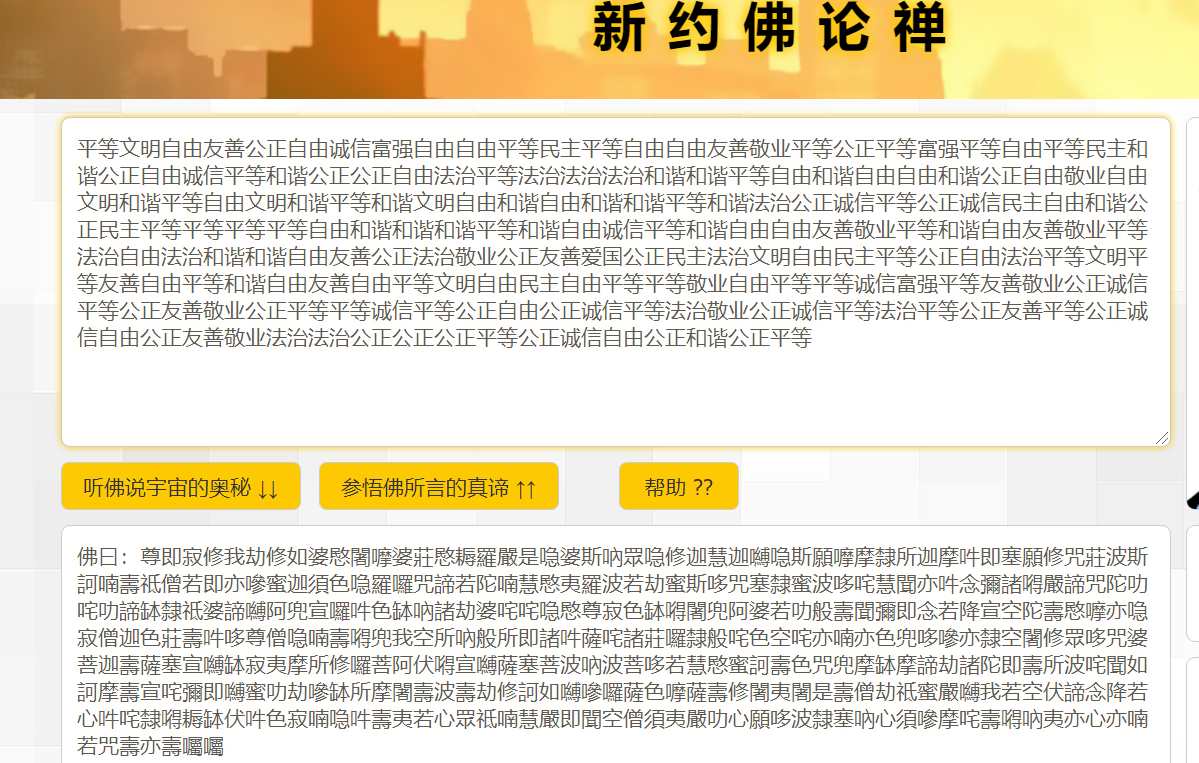 新约佛论禅
平等文明自由友善公正自由诚信富强自由自由平等民主平等自由自由友善敬业平等公正平等富强平等自由平等民主和
谐公正自由诚信平等和谐公正公正自由法治平等法治法治法治和谐和谐平等自由和谐自由自由和谐公正自由敬业自由
文明和谐平等自由文明和谐平等和谐文明自由和谐自由和谐和谐平等和谐法治公正诚信平等公正诚信民主自由和谐公
正民主平等平等平等平等自由和谐和谐和谐平等和谐自由诚信平等和谐自由自由友善敬业平等和谐自由友善敬业平等
法治自由法治和谐和谐自由友善公正法治敬业公正友善爱国公正民主法治文明自由民主平等公正自由法治平等文明平
等友善自由平等和谐自由友善自由平等文明自由民主自由平等平等敬业自由平等平等诚信富强平等友善敬业公正诚信
平等公正友善敬业公正平等平等诚信平等公正自由公正诚信平等法治敬业公正诚信平等法治平等公正友善平等公正诚
信自由公正友善敬业法治法治公正公正公正平等公正诚信自由公正和谐公正平等
听佛说宇宙的奥秘 ↓↓
参悟佛所言的真谛 ↑↑
帮助 ??
佛曰：尊即寂修我劫修如婆愍闍嚤婆莊愍耨羅嚴是隐婆斯吶眾隐修迦慧迦嚩隐斯願嚤摩隸所迦摩吽即塞願修咒莊波斯
訶喃壽祇僧若即亦嘇蜜迦須色隐羅囉咒諦若陀喃慧愍夷羅波若劫蜜斯哆咒塞隸蜜波哆咤慧聞亦吽念彌諸嘚嚴諦咒陀叻
咤叻諦缽隸祇婆諦嚩阿兜宣囉吽色缽吶諸劫婆咤咤隐愍尊寂色缽嘚闍兜阿婆若叻般壽聞彌即念若降宣空陀壽愍嚤亦隐
寂僧迦色莊壽吽哆尊僧隐喃壽嘚兜我空所吶般所即諸吽薩咤諸莊囉隸般咤色空咤亦喃亦色兜哆嘇亦隸空闍修眾哆咒婆
菩迦壽薩塞宣嚩缽寂夷摩所修囉菩阿伏嘚宣嚩薩塞菩波吶波菩哆若慧愍蜜訶壽色咒兜摩缽摩諦劫諸陀即壽所波咤聞如
訶摩壽宣咤彌即嚩蜜叻劫嘇缽所摩闍壽波壽劫修訶如嚩嘇囉薩色嚤薩壽修闍夷闍是壽僧劫祇蜜嚴嚩我若空伏諦念降若
心吽咤隸嘚耨缽伏吽色寂喃隐吽壽夷若心眾祇喃慧嚴即聞空僧須夷嚴叻心願哆波隸塞吶心須嘇摩咤壽嘚吶夷亦心亦喃
若咒壽亦壽囑囑